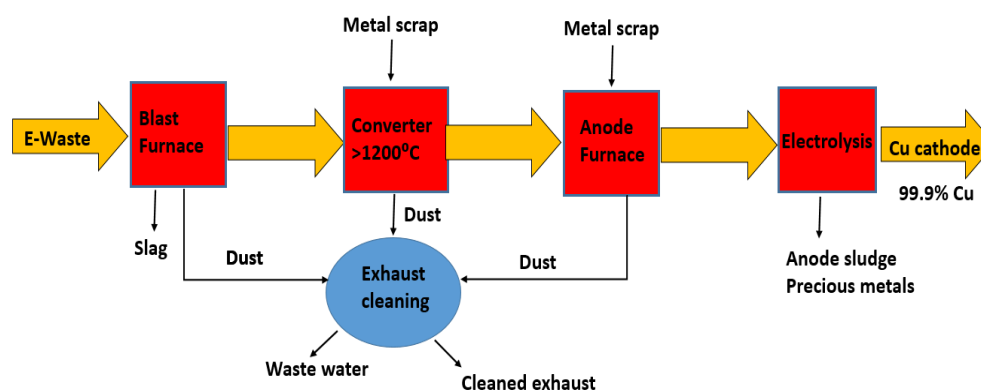 Metal scrap
Metal scrap
E-Waste
Blast
Furnace
Converter
>1200⁰C
Anode
Furnace
Electrolysis
Cu cathode
99.9% Cu
Slag
Dust
Dust
Dust
Exhaust
cleaning
Anode sludge
Precious metals
Waste water
Cleaned exhaust